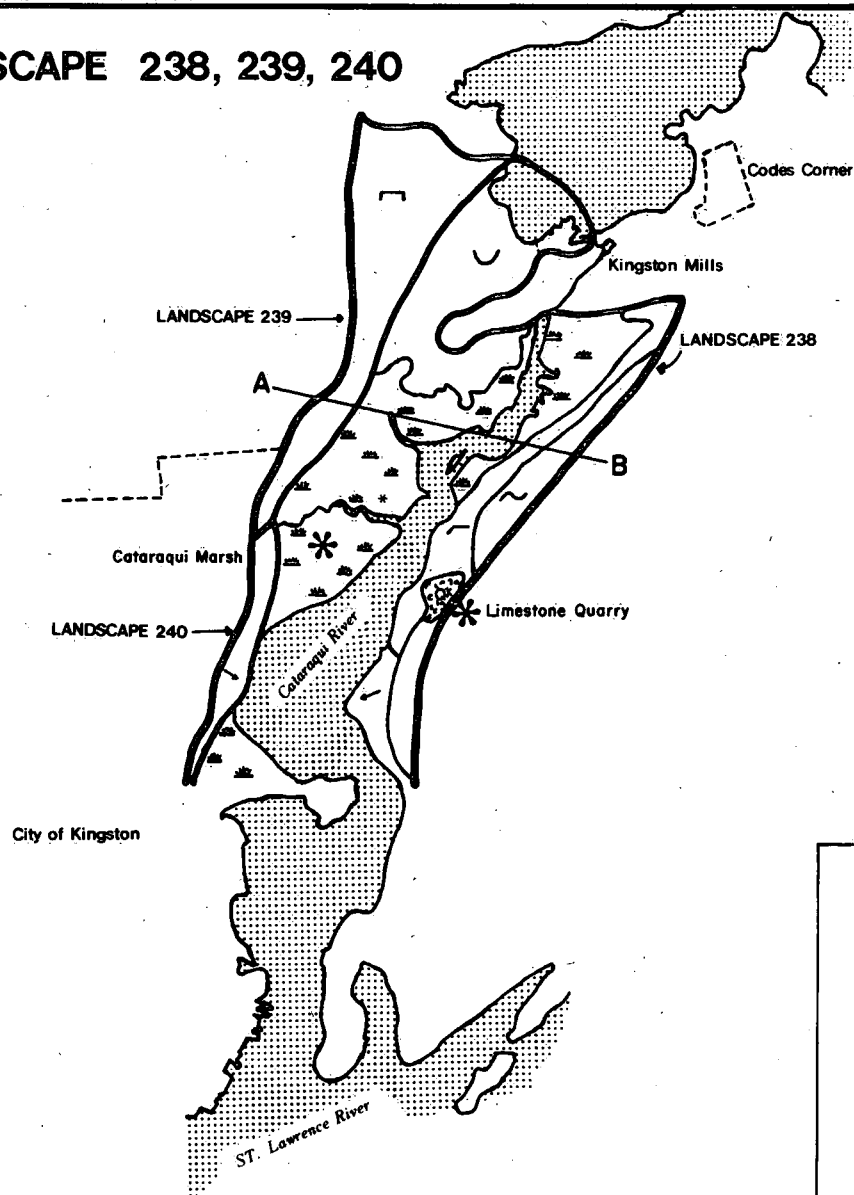 SCAPE 238, 239, 240
Codes Corner
Kingston Mills
LANDSCAPE 239
LANDSCAPE 238
A
B
Cataraqui Marsh
Limestone Quarry
LANDSCAPE 240
Cataraqui River
City of Kingston
ST. Lawrence River